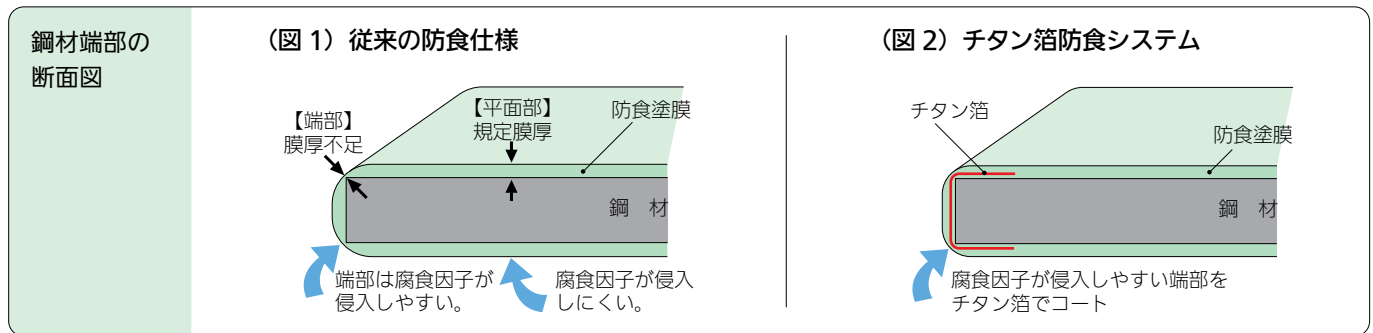 鋼材端部の
断面図
（図 1）従来の防食仕様
【端部】
膜厚不足
【平面部】
規定膜厚
防食塗膜
鋼　材
端部は腐食因子が
侵入しやすい。
腐食因子が侵入
しにくい。
（図 2）チタン箔防食システム
チタン箔
防食塗膜
鋼　材
腐食因子が侵入しやすい端部を
チタン箔でコート